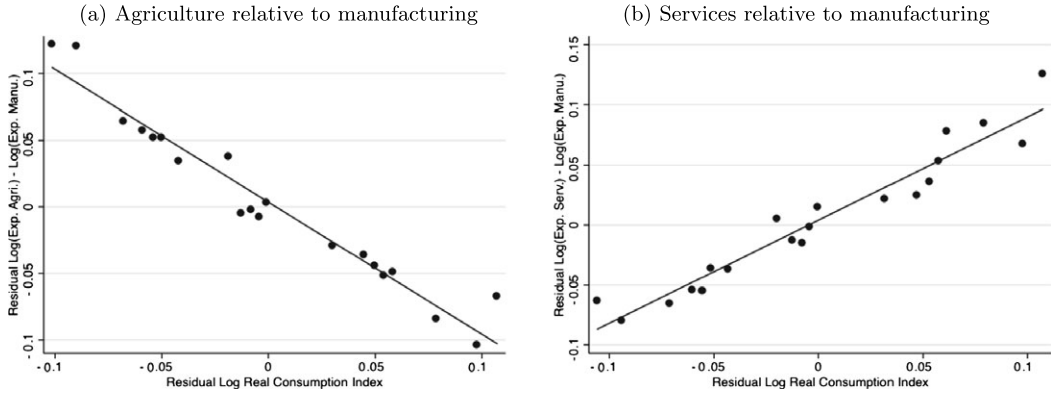 (a) Agriculture relative to manufacturing
Residual Log(Exp. Agri.) - Log(Exp. Manu.)
0.1
0.05
0
- 0.05
- 0.1
- 0.1 - 0.05 0 0.05 0.1
Residual Log Real Consumption Index
(b) Services relative to manufacturing
Residual Log(Exp. Serv.) - Log(Exp. Manu.)
0.15
0.1
0.05
0
- 0.05
- 0.1
- 0.1 - 0.05 0 0.05 0.1
Residual Log Real Consumption Index